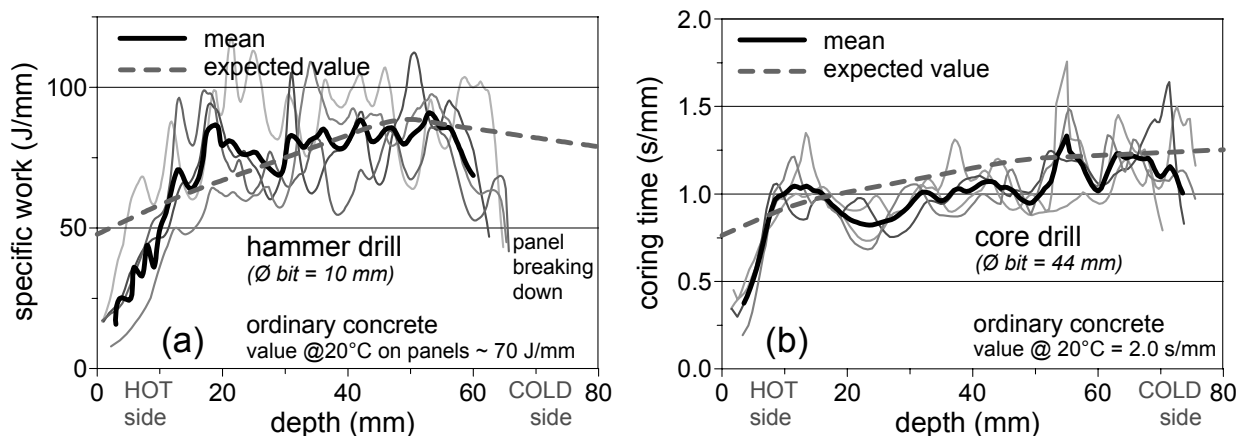 mean
expected value
specific work (J/mm)
100
50
0
hammer drill
(Ø bit = 10 mm)
panel
breaking
down
(a)
ordinary concrete
value @20°C on panels ~ 70 J/mm
0 20 40 60 80
HOT
side
depth (mm)
COLD
side
mean
expected value
coring time (s/mm)
2.0
1.5
1.0
0.5
0.0
core drill
(Ø bit = 44 mm)
(b)
ordinary concrete
value @ 20°C = 2.0 s/mm
0 20 40 60 80
HOT
side
depth (mm)
COLD
side